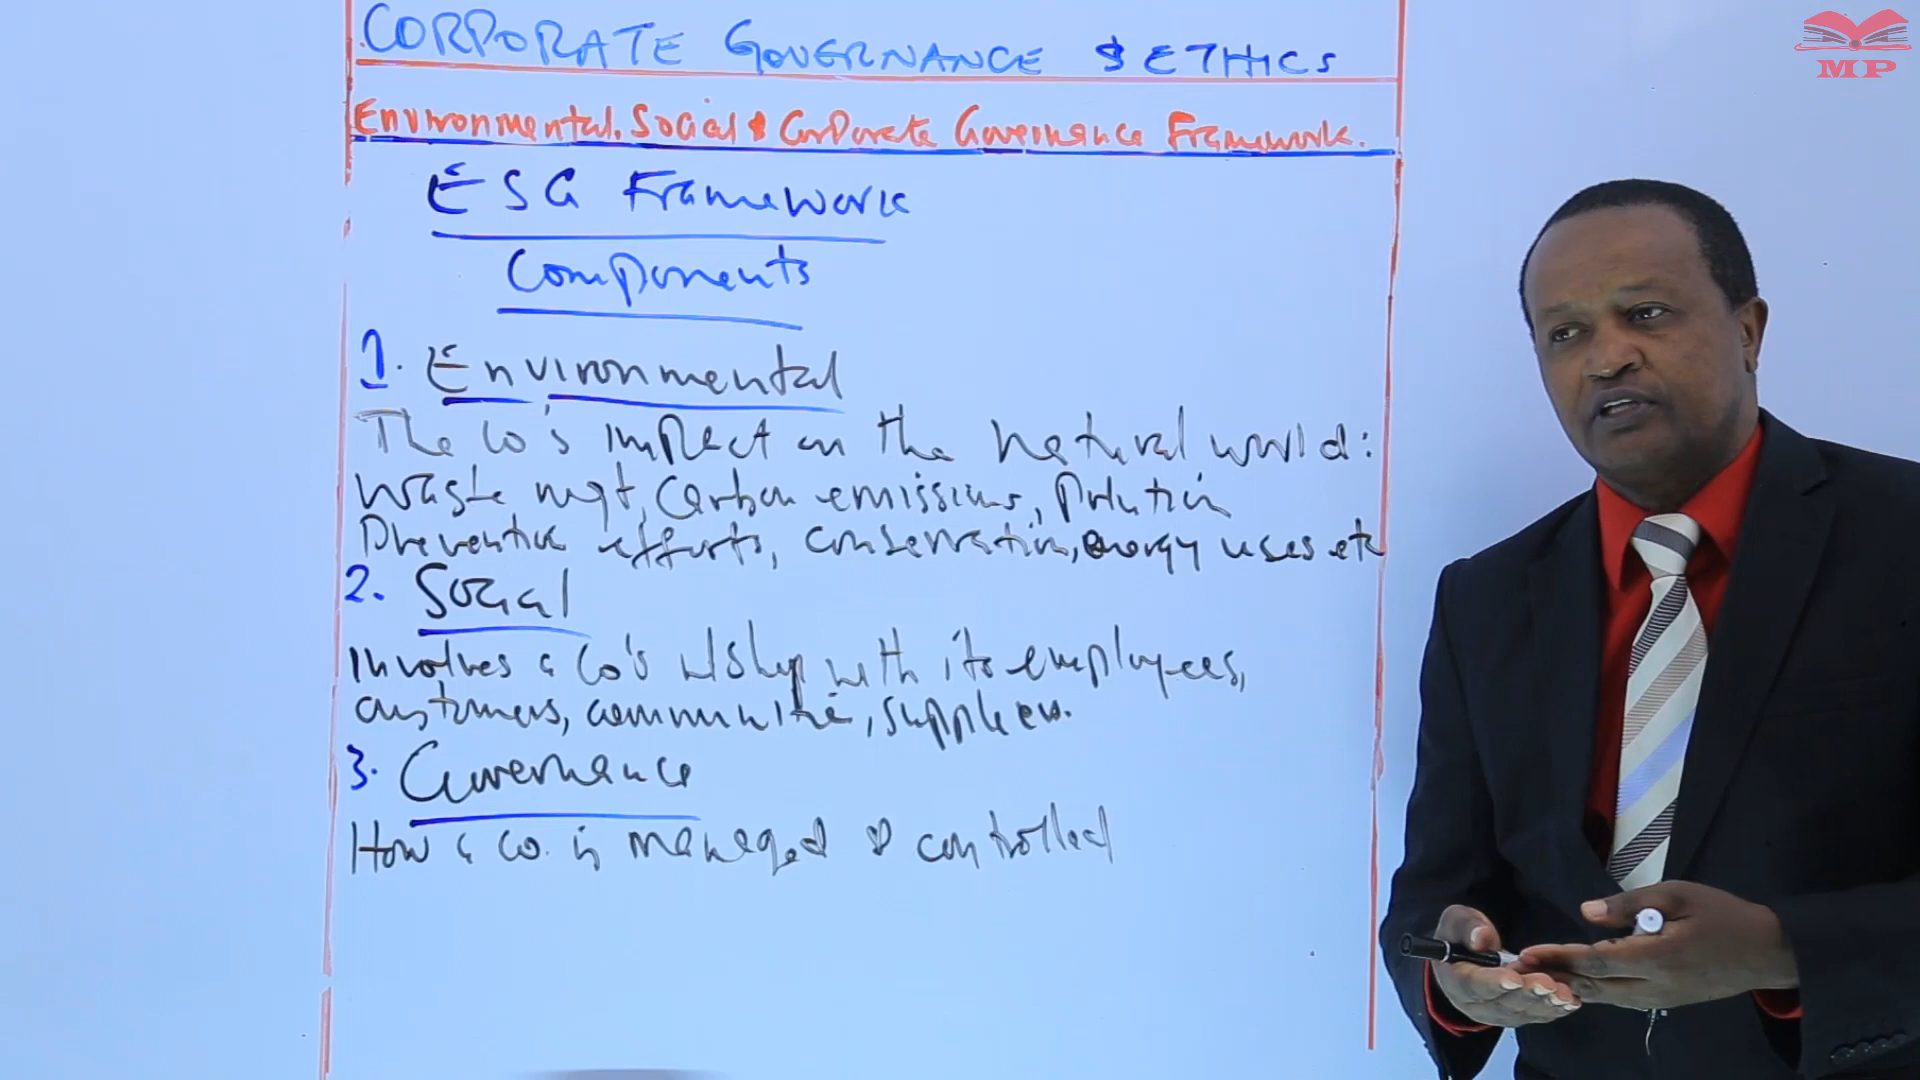 CORPORATE GOVERNANCE & ETHICS
Environmental, Social & Corporate Governance Framework.
ESG Framework
Components
1. Environmental
The Co's impact on the natural world:
Waste mgt, Carbon emissions, Pollution
Preventive efforts, conservation, energy uses etc
2. Social
Involves a Co's r/ship with its employees,
customers, communities, suppliers.
3. Governance
How a Co. is managed & controlled
MP